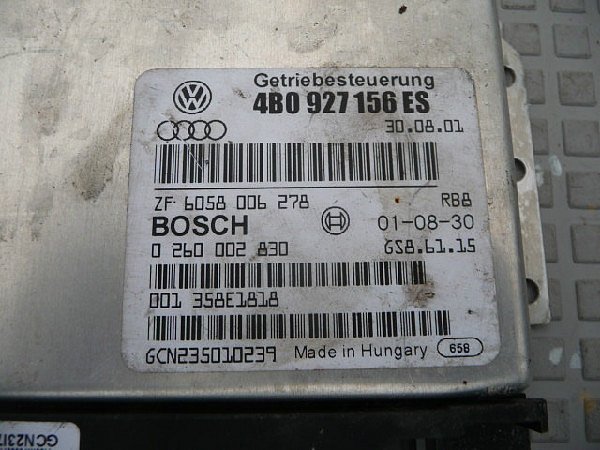 Getriebesteuerung
4B0 927 156 ES
30.08.01
ZF 6058 006 278 RB8
BOSCH 01-08-30
0 260 002 830 GS8.61.15
001 358E1818
GCN235010239 Made in Hungary 658
GCN2317